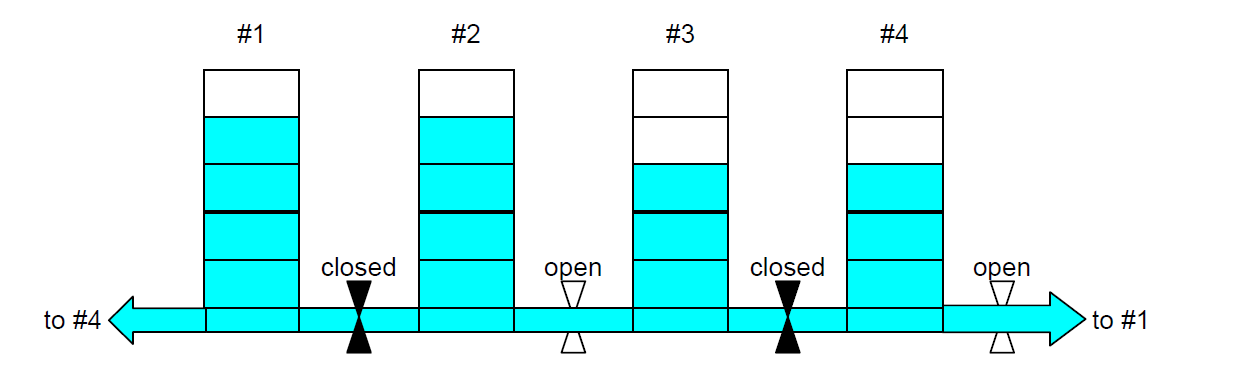 #1 #2 #3 #4
closed open closed open
to #4 to #1